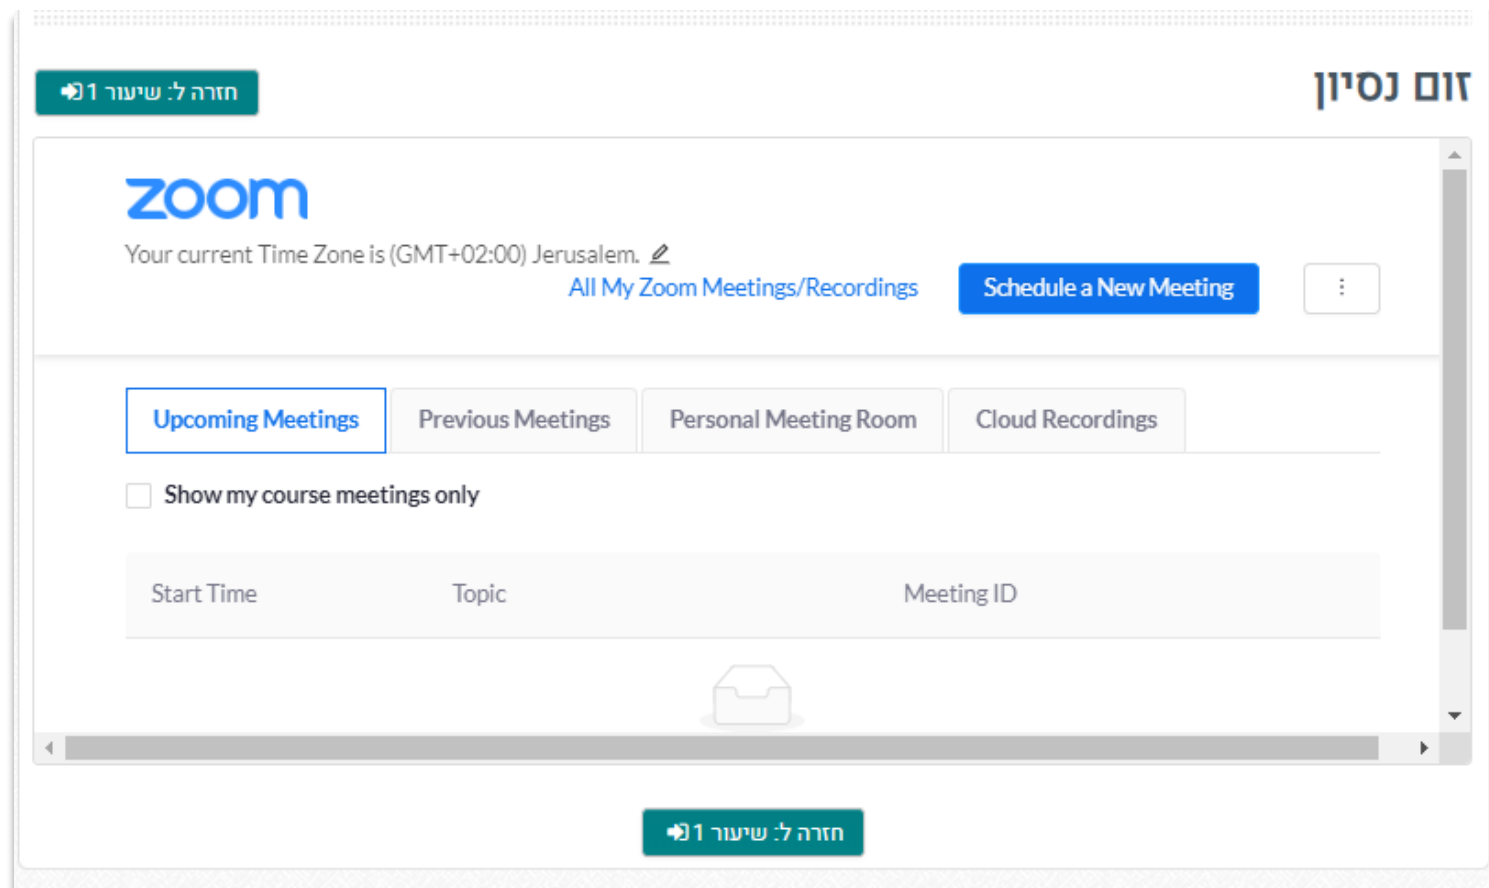 זום נסיון
חזרה ל: שיעור 1
zoom
Your current Time Zone is (GMT+02:00) Jerusalem.
All My Zoom Meetings/Recordings
Schedule a New Meeting
Upcoming Meetings
Previous Meetings
Personal Meeting Room
Cloud Recordings
Show my course meetings only
Start Time
Topic
Meeting ID
חזרה ל: שיעור 1